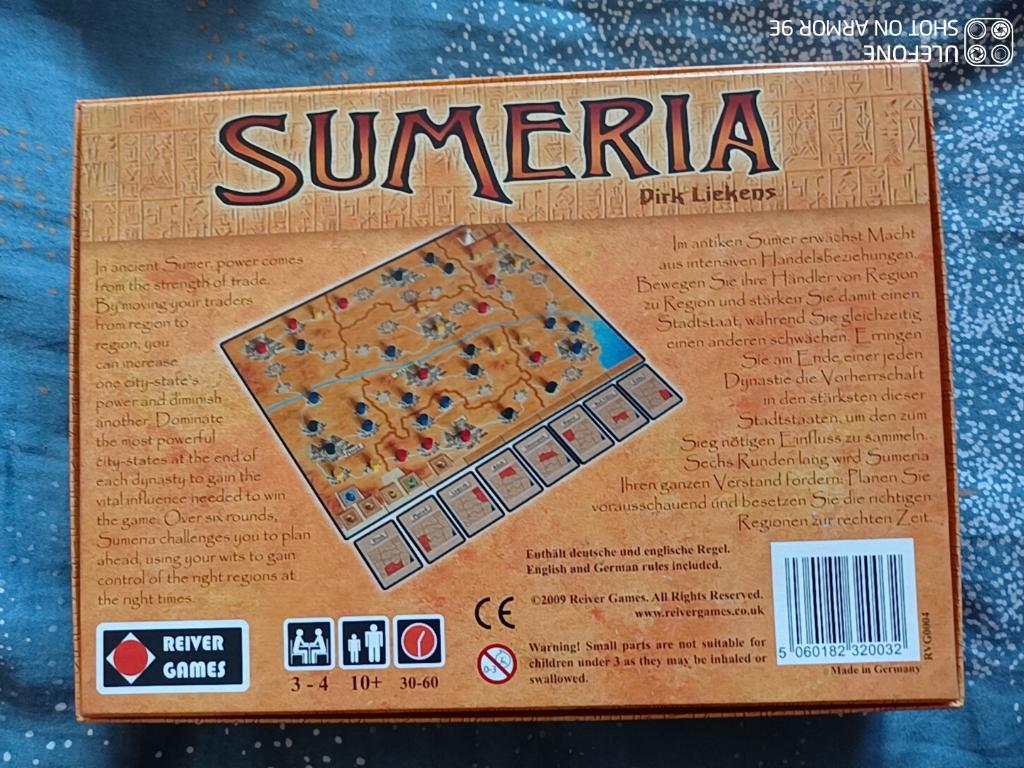 ULEFONE
SHOT ON ARMOR 9E
SUMERIA
Dirk Liekens
In ancient Sumer, power comes
from the strength of trade.
By moving your traders
from region to
region, you
can increase
one city-state's
power and diminish
another. Dominate
the most powerful
city-states at the end of
each dynasty to gain the
vital influence needed to win
the game. Over six rounds,
Sumeria challenges you to plan
ahead, using your wits to gain
control of the right regions at
the right times.
Im antiken Sumer erwächst Macht
aus intensiven Handelsbeziehungen.
Bewegen Sie ihre Händler von Region
zu Region und stärken Sie damit einen
Stadtstaat, während Sie gleichzeitig
einen anderen schwächen. Erringen
Sie am Ende einer jeden
Dynastie die Vorherrschaft
in den stärksten dieser
Stadtstaaten, um den zum
Sieg nötigen Einfluss zu sammeln.
Sechs Runden lang wird Sumeria
Ihren ganzen Verstand fordern: Planen Sie
vorausschauend und besetzen Sie die richtigen
Regionen zur rechten Zeit.
Enthält deutsche und englische Regel.
English and German rules included.
©2009 Reiver Games. All Rights Reserved.
www.reivergames.co.uk
CE
0-3
Warning! Small parts are not suitable for
children under 3 as they may be inhaled or
swallowed.
REIVER
GAMES
3 - 4 10+ 30-60
5 060182 320032
Made in Germany
RVG0004